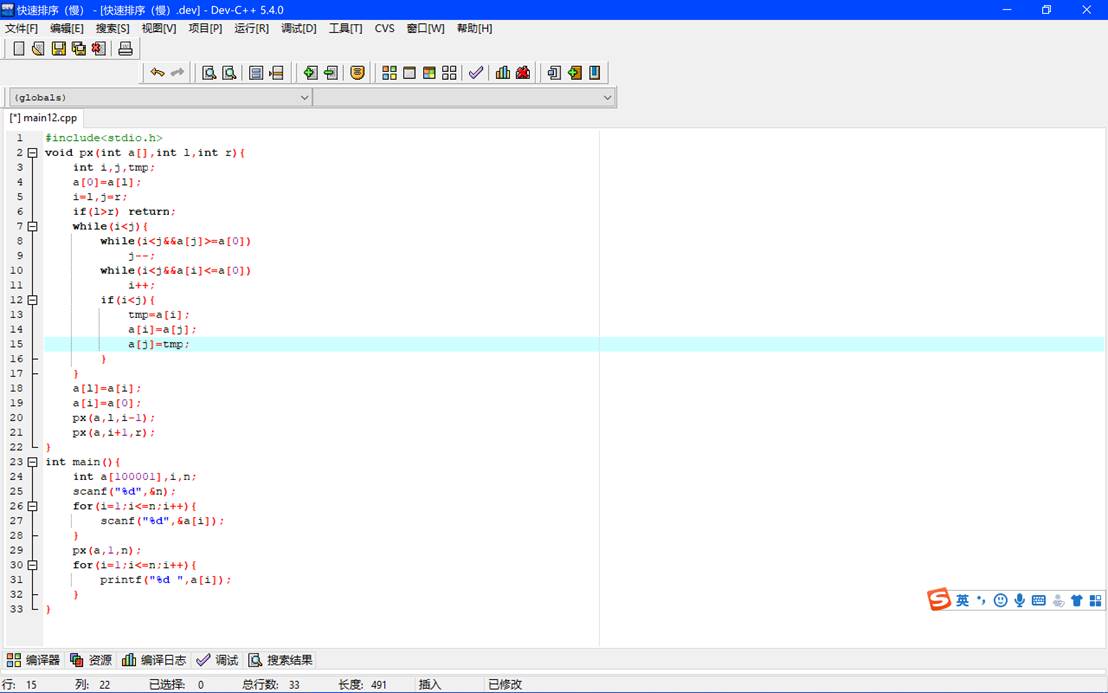 快速排序（慢） - [快速排序（慢）.dev] - Dev-C++ 5.4.0
文件[F] 编辑[E] 搜索[S] 视图[V] 项目[P] 运行[R] 调试[D] 工具[T] CVS 窗口[W] 帮助[H]
(globals)
[*] main12.cpp
1 #include<stdio.h>
2 void px(int a[],int l,int r){
3 int i,j,tmp;
4 a[0]=a[l];
5 i=l,j=r;
6 if(l>r) return;
7 while(i<j){
8 while(i<j&&a[j]>=a[0])
9 j--;
10 while(i<j&&a[i]<=a[0])
11 i++;
12 if(i<j){
13 tmp=a[i];
14 a[i]=a[j];
15 a[j]=tmp;
16 }
17 }
18 a[l]=a[i];
19 a[i]=a[0];
20 px(a,l,i-1);
21 px(a,i+1,r);
22 }
23 int main(){
24 int a[100001],i,n;
25 scanf("%d",&n);
26 for(i=1;i<=n;i++){
27 scanf("%d",&a[i]);
28 }
29 px(a,1,n);
30 for(i=1;i<=n;i++){
31 printf("%d ",a[i]);
32 }
33 }
英
编译器 资源 编译日志 调试 搜索结果
行: 15 列: 22 已选择: 0 总行数: 33 长度: 491 插入 已修改